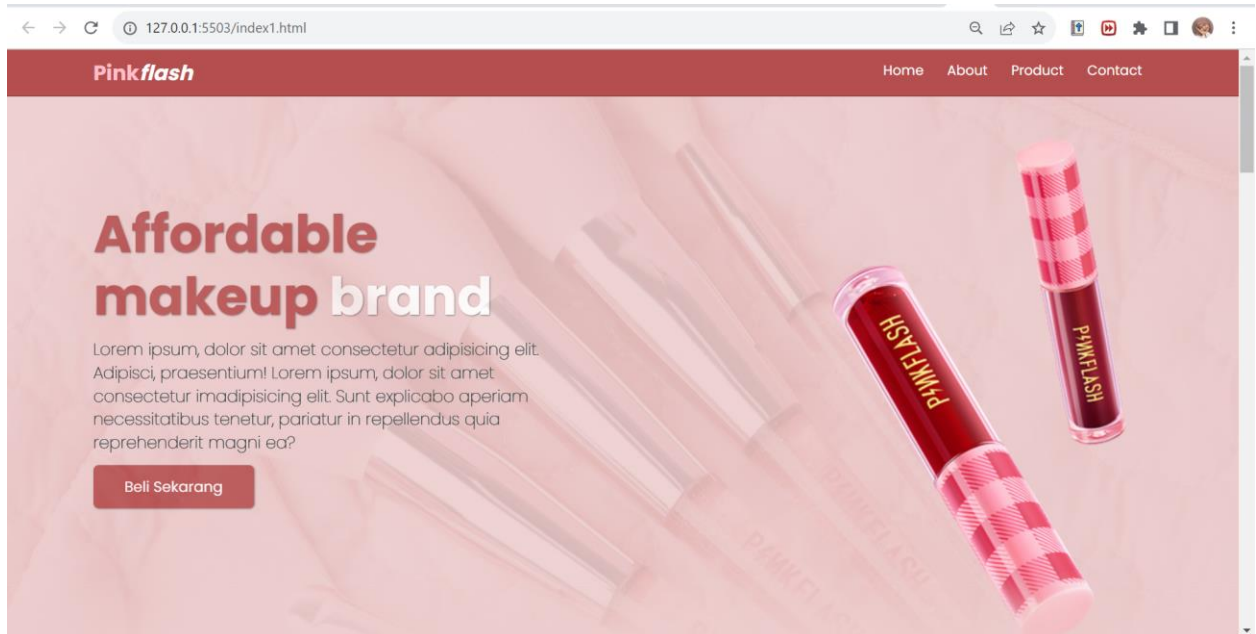 127.0.0.1:5503/index1.html
Pinkflash
Home About Product Contact
Affordable
makeup brand
Lorem ipsum, dolor sit amet consectetur adipisicing elit.
Adipisci, praesentium! Lorem ipsum, dolor sit amet
consectetur imadipisicing elit. Sunt explicabo aperiam
necessitatibus tenetur, pariatur in repellendus quia
reprehenderit magni ea?
Beli Sekarang
PINKFLASH
PINKFLASH
PINKFLASH
PINKFLASH